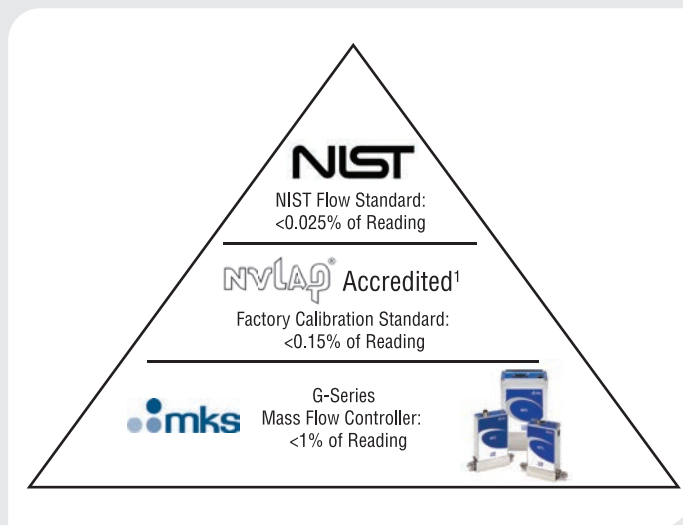 NIST
NIST Flow Standard:
<0.025% of Reading
NVLAP® Accredited¹
Factory Calibration Standard:
<0.15% of Reading
mks
G-Series
Mass Flow Controller:
<1% of Reading